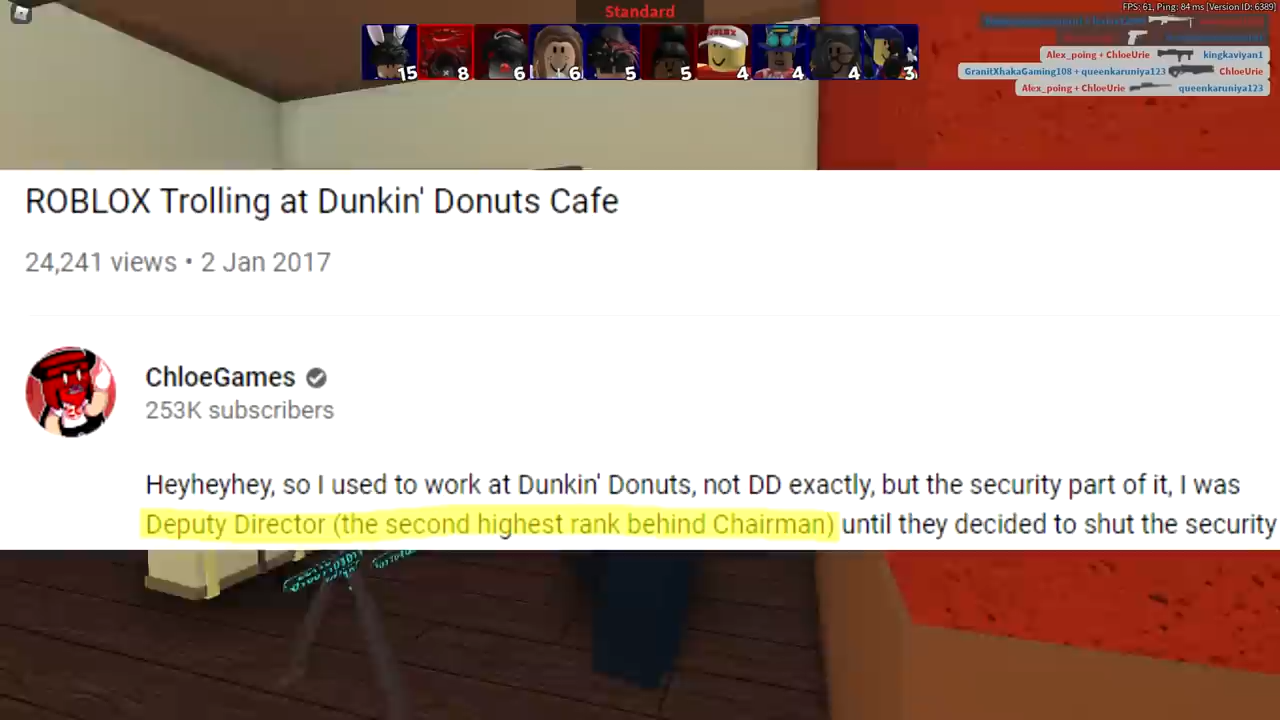 Standard
FPS: 61, Ping: 84 ms [Version ID: 6389]
15 8 6 6 5 5 4 4 4 3
Alex_poing + ChloeUrie kingkaviyan1
GranitXhakaGaming108 + queenkaruniya123 ChloeUrie
Alex_poing + ChloeUrie queenkaruniya123
ROBLOX Trolling at Dunkin' Donuts Cafe
24,241 views • 2 Jan 2017
ChloeGames
253K subscribers
Heyheyhey, so I used to work at Dunkin' Donuts, not DD exactly, but the security part of it, I was
Deputy Director (the second highest rank behind Chairman) until they decided to shut the security